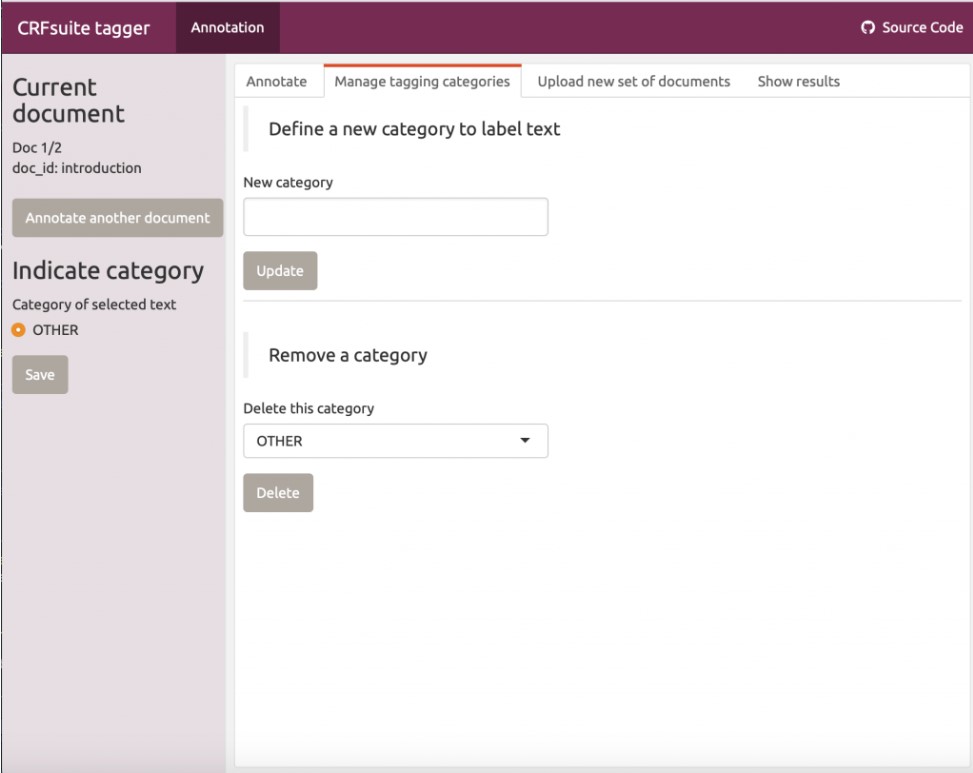 CRFsuite tagger
Annotation
Source Code
Current
document
Doc 1/2
doc_id: introduction
Annotate another document
Indicate category
Category of selected text
OTHER
Save
Annotate
Manage tagging categories
Upload new set of documents
Show results
Define a new category to label text
New category
Update
Remove a category
Delete this category
OTHER
Delete